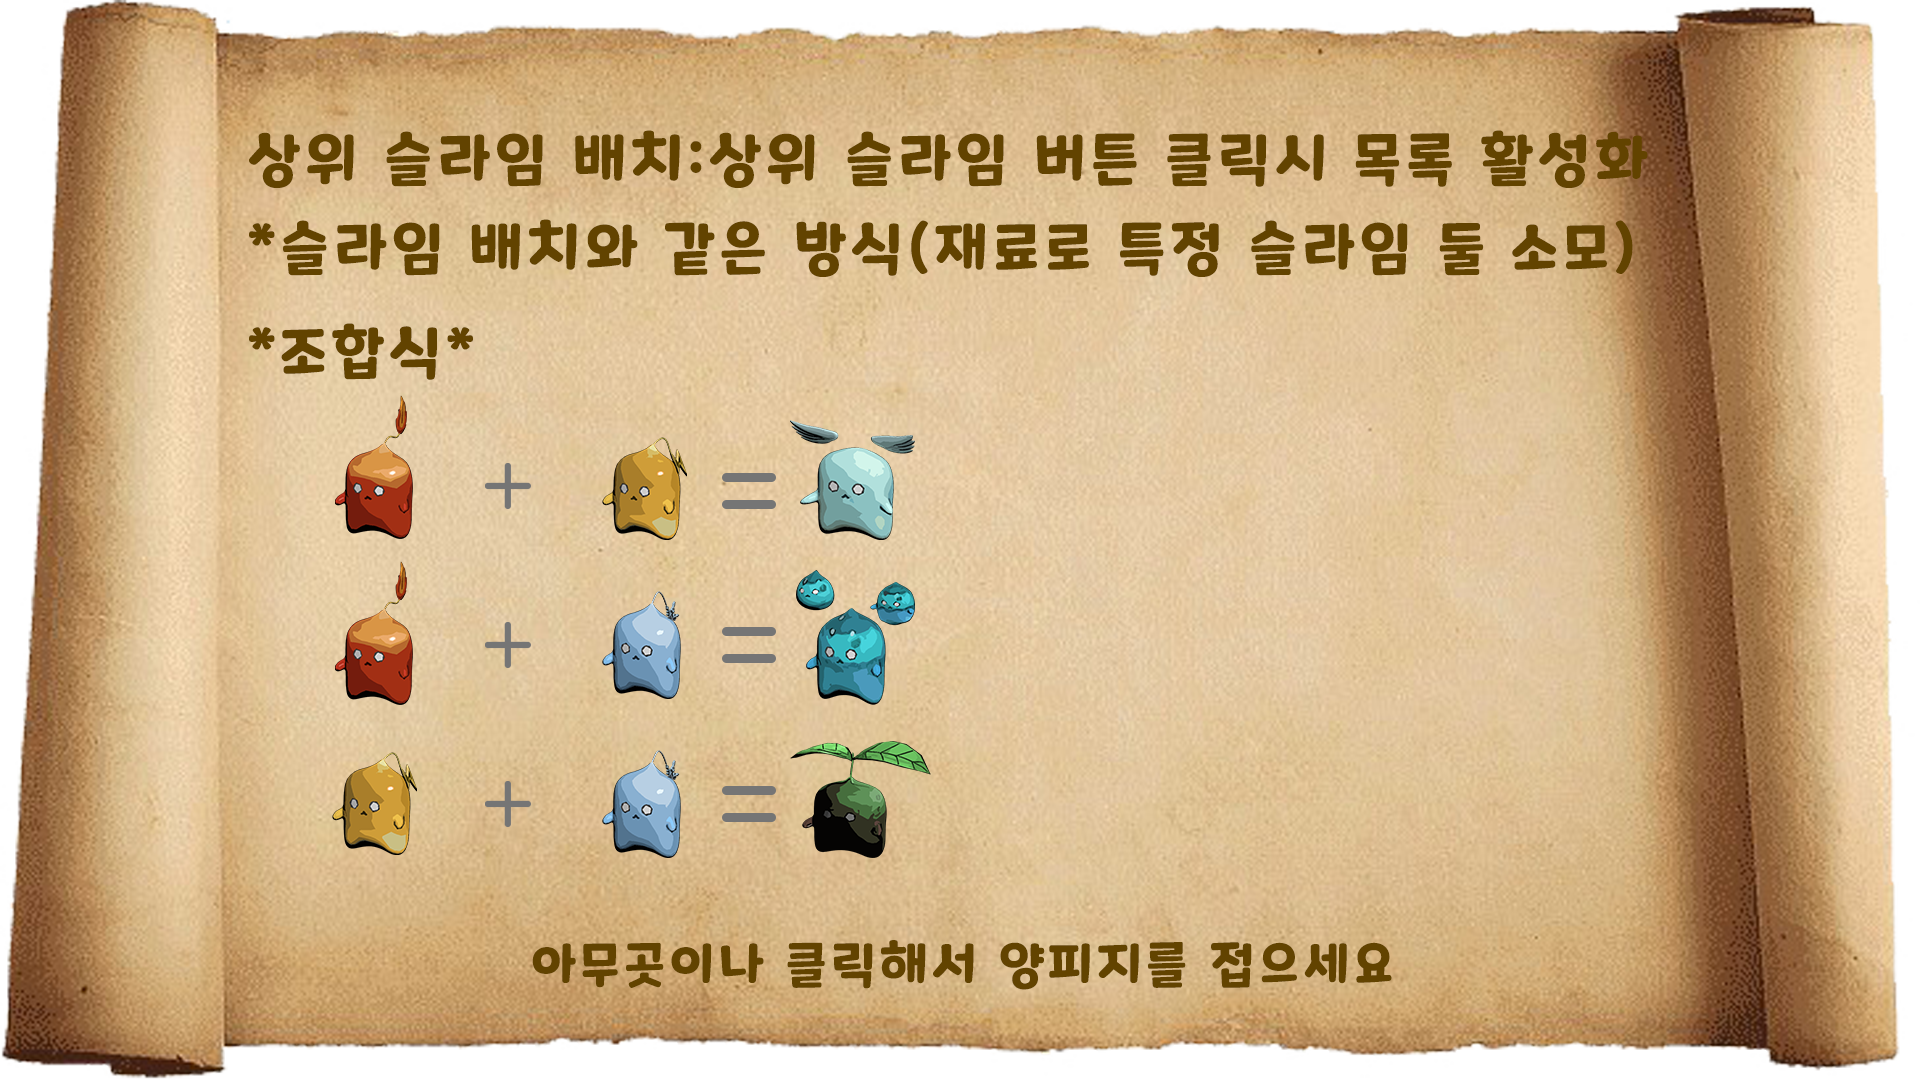 상위 슬라임 배치:상위 슬라임 버튼 클릭시 목록 활성화
*슬라임 배치와 같은 방식(재료로 특정 슬라임 둘 소모)
*조합식*
+ =
+ =
+ =
아무곳이나 클릭해서 양피지를 접으세요